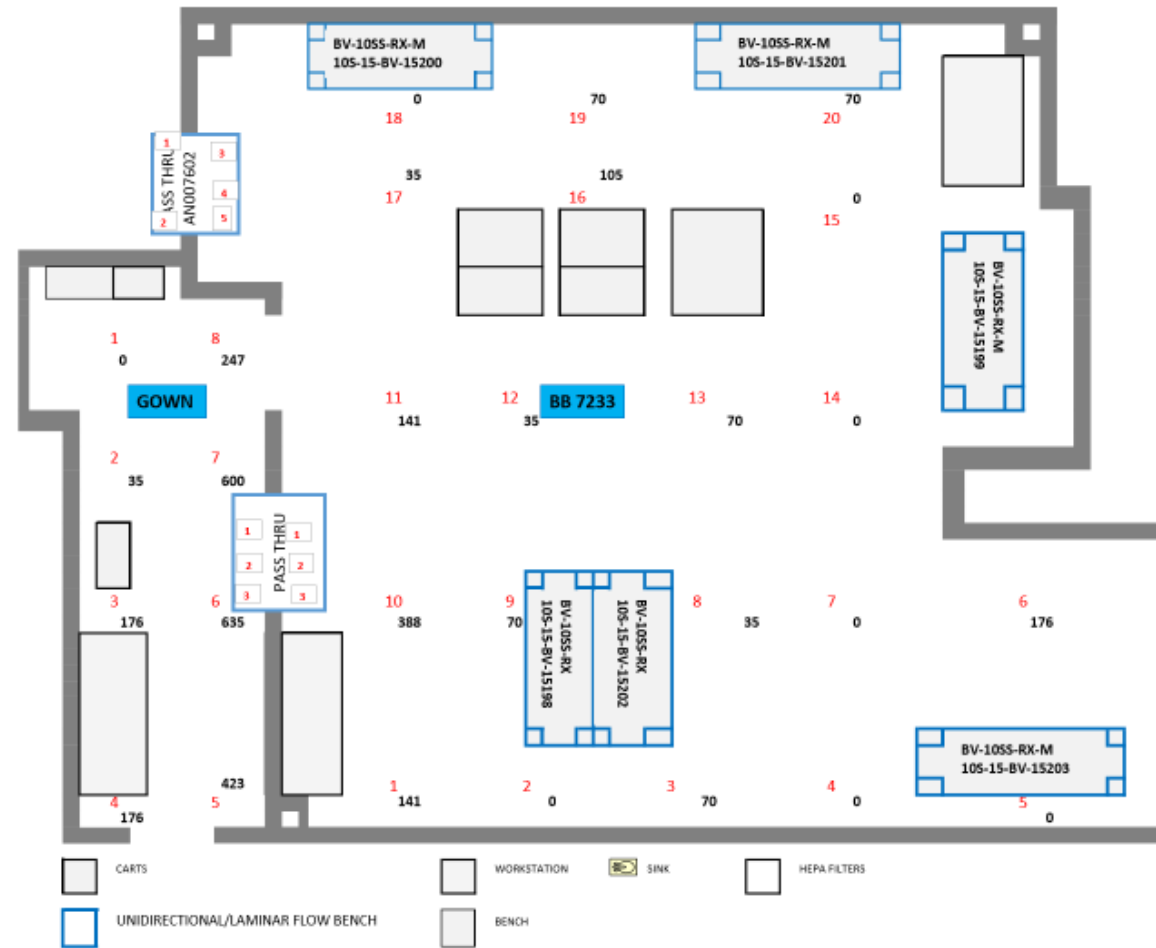 BV-10SS-RX-M
10S-15-BV-15200
BV-10SS-RX-M
10S-15-BV-15201
0
70
70
18
19
20
1
3
PASS THRU
AN007602
4
2
5
35
105
17
16
0
15
BV-10SS-RX-M
10S-15-BV-15199
1
8
0
247
GOWN
11
12
BB 7233
13
14
141
35
70
0
2
7
35
600
1
1
PASS THRU
2
2
3
3
3
6
10
9
8
7
6
176
635
388
70
35
0
176
BV-10SS-RX
10S-15-BV-15198
BV-10SS-RX
10S-15-BV-15202
BV-10SS-RX-M
10S-15-BV-15203
423
1
2
3
4
5
4
5
141
0
70
0
0
176
CARTS
WORKSTATION
SINK
HEPA FILTERS
UNIDIRECTIONAL/LAMINAR FLOW BENCH
BENCH